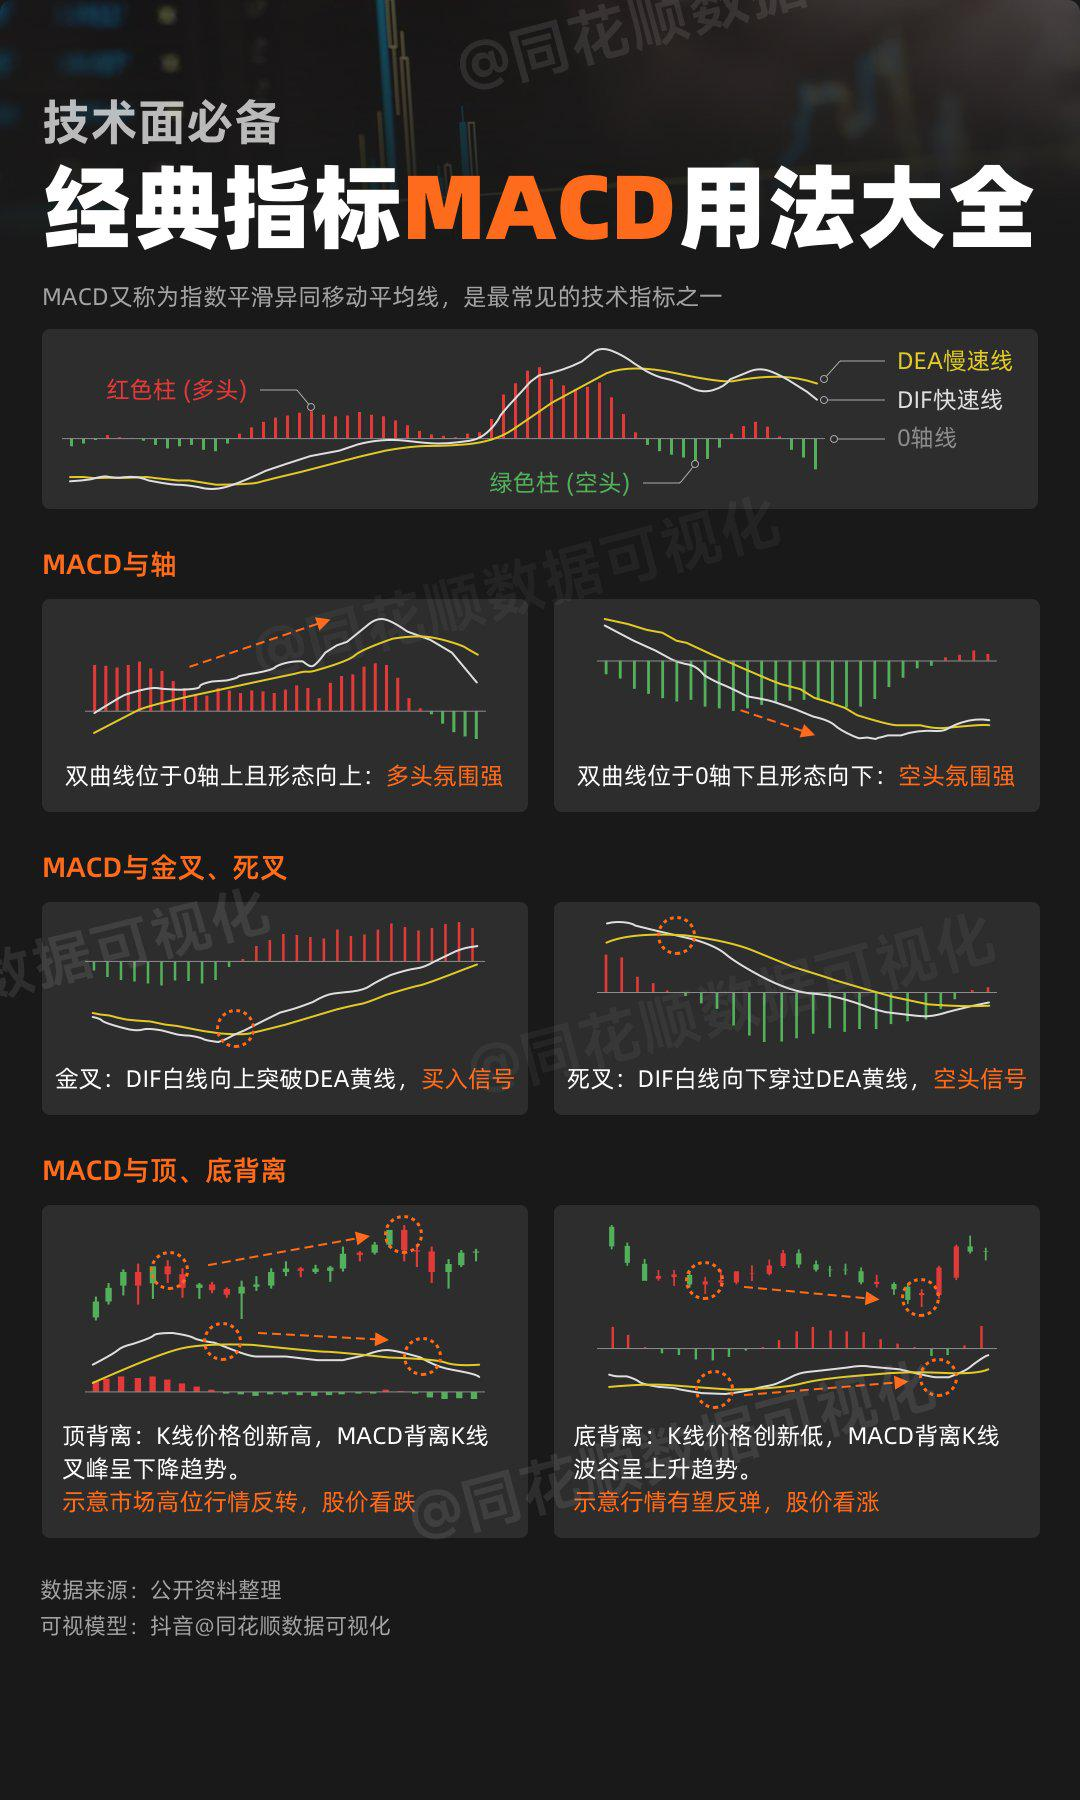 @同花顺数据
技术面必备
经典指标MACD用法大全
MACD又称为指数平滑异同移动平均线，是最常见的技术指标之一
DEA慢速线
红色柱 (多头)
DIF快速线
0轴线
绿色柱 (空头)
@同花顺数据可视化
MACD与轴
双曲线位于0轴上且形态向上：多头氛围强
双曲线位于0轴下且形态向下：空头氛围强
MACD与金叉、死叉
数据可视化
@同花顺数据可视化
金叉：DIF白线向上突破DEA黄线，买入信号
死叉：DIF白线向下穿过DEA黄线，空头信号
MACD与顶、底背离
顶背离：K线价格创新高，MACD背离K线
叉峰呈下降趋势。
示意市场高位行情反转，股价看跌
底背离：K线价格创新低，MACD背离K线
波谷呈上升趋势。
示意行情有望反弹，股价看涨
@同花顺数据可视化
数据来源：公开资料整理
可视模型：抖音@同花顺数据可视化